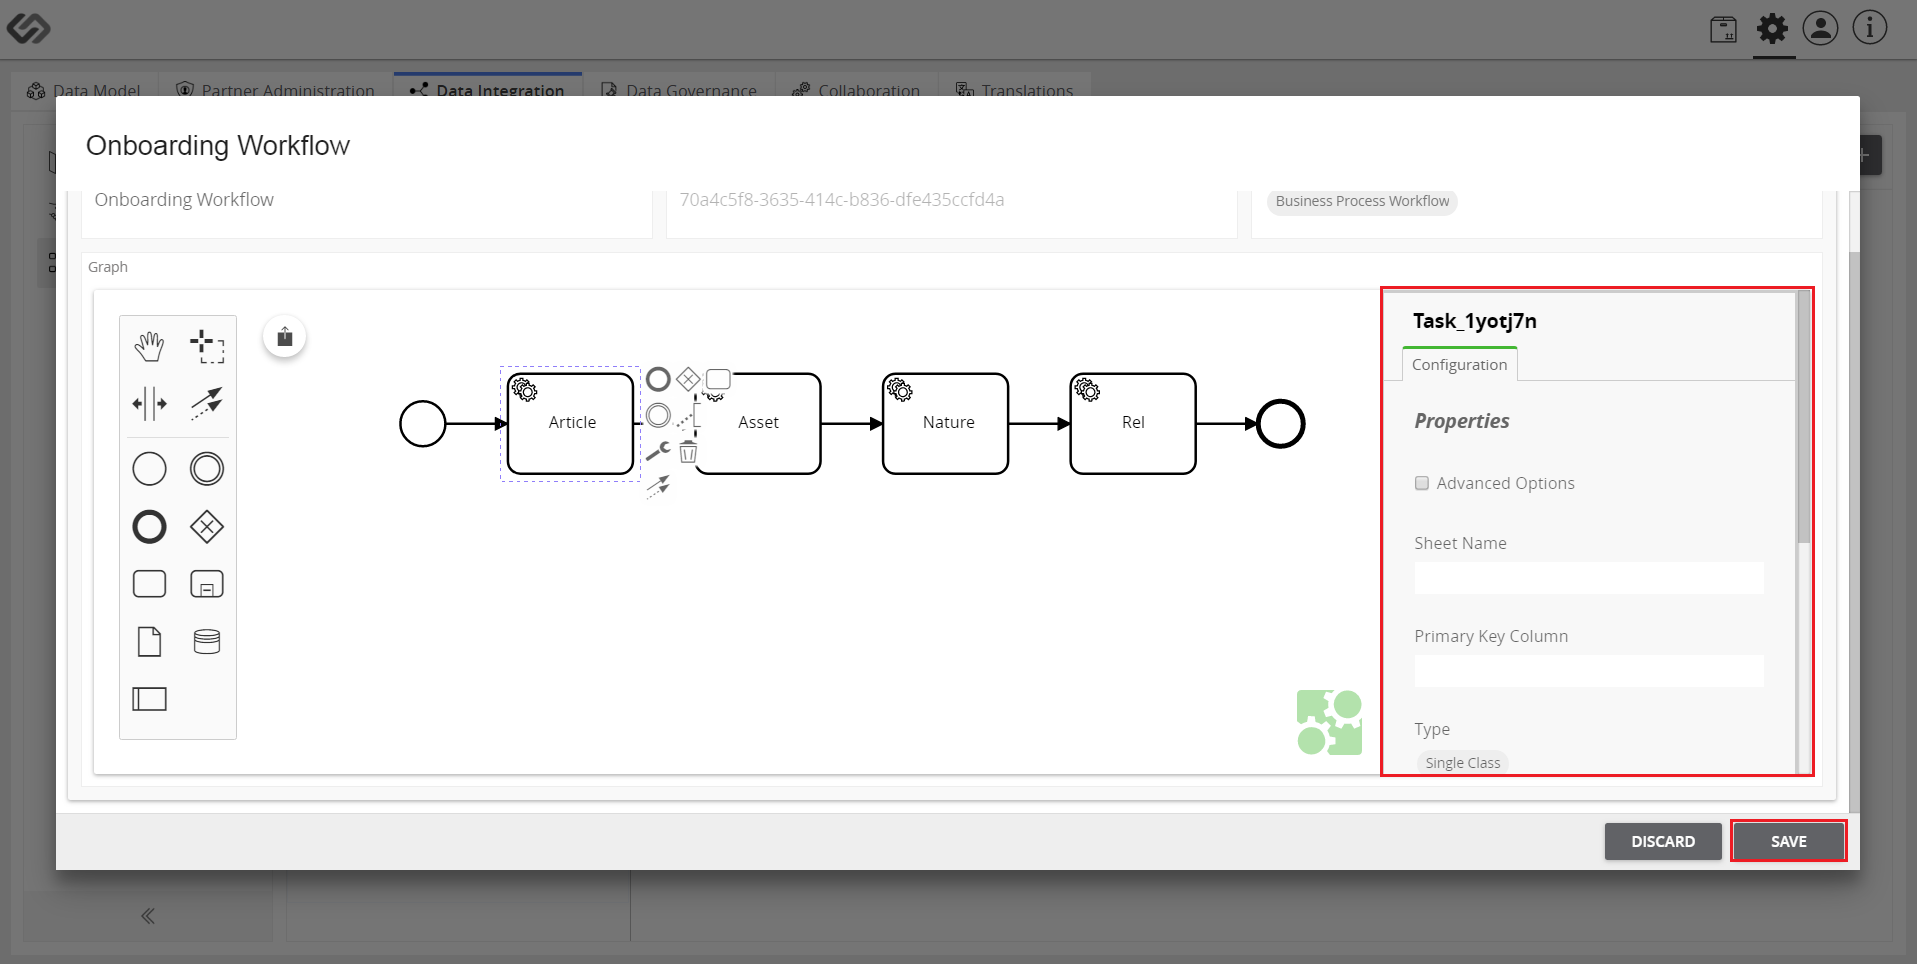 Data Model
Partner Administration
Data Integration
Data Governance
Collaboration
Translations
Onboarding Workflow
Onboarding Workflow
70a4c5f8-3635-414c-b836-dfe435ccfd4a
Business Process Workflow
Graph
Article
Asset
Nature
Rel
Task_1yotj7n
Configuration
Properties
Advanced Options
Sheet Name
Primary Key Column
Type
Single Class
DISCARD
SAVE